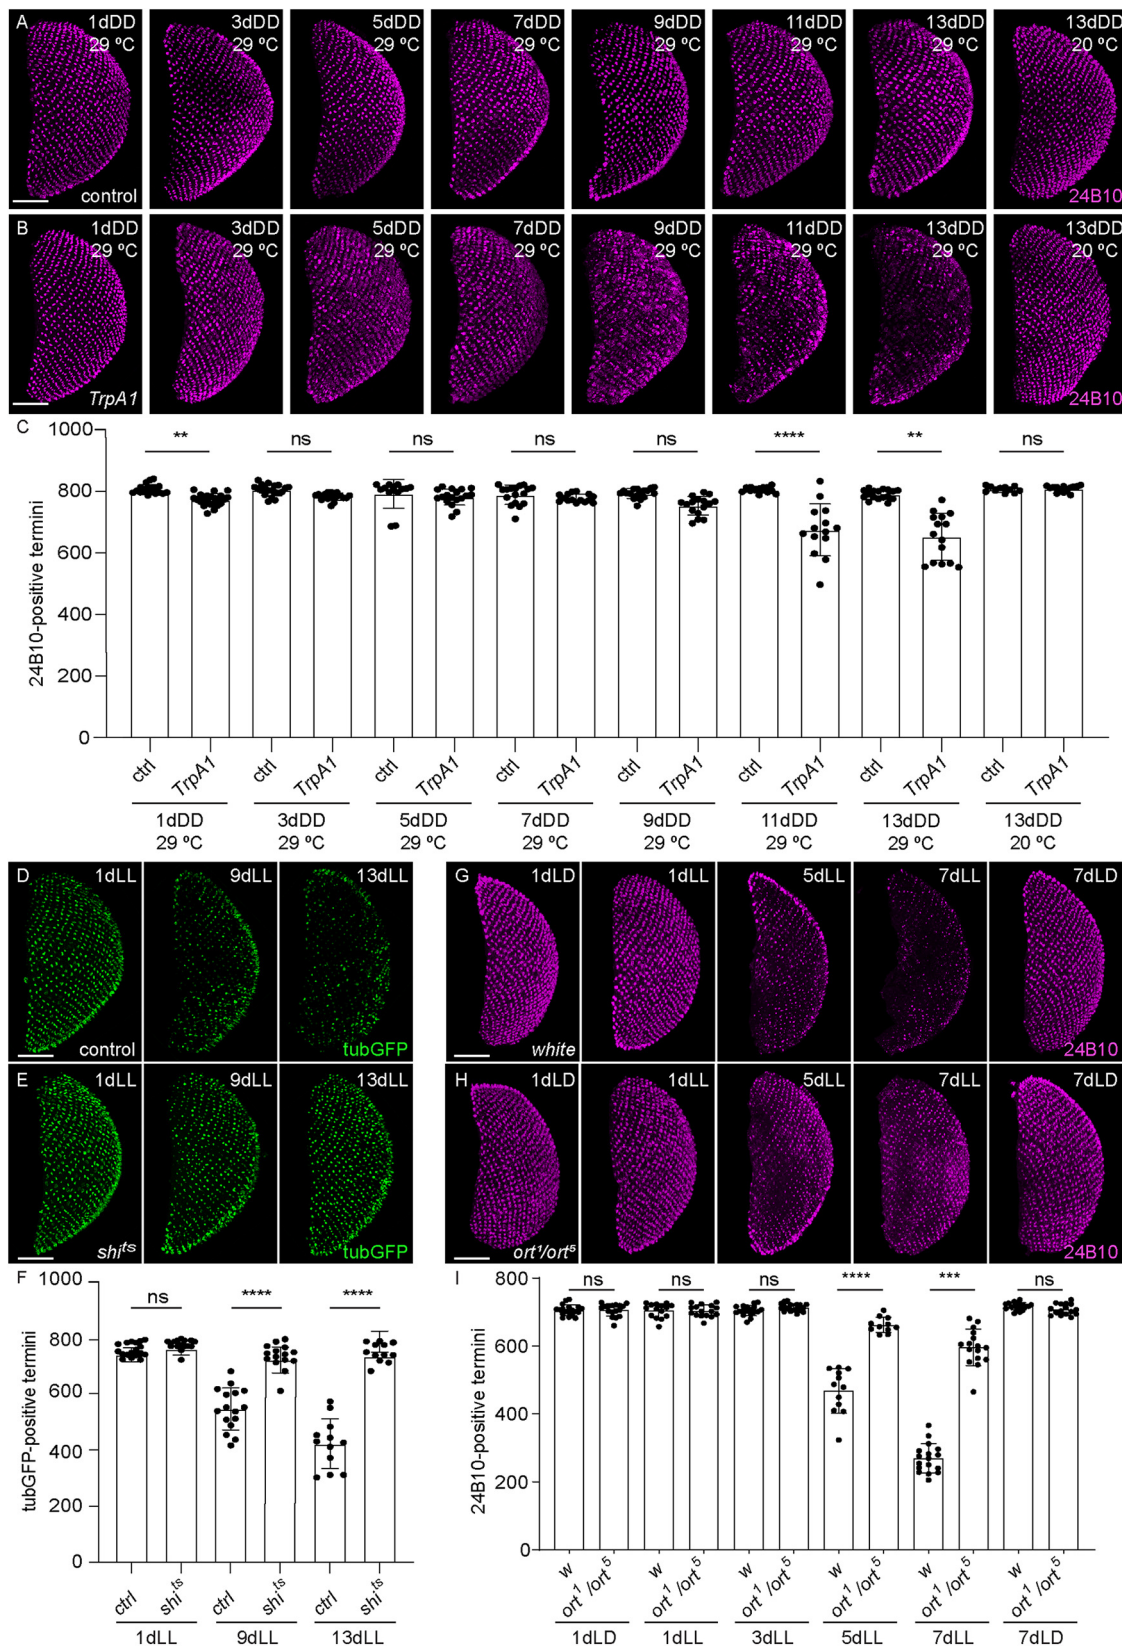 A
1dDD
29 ºC
control
3dDD
29 ºC
5dDD
29 ºC
7dDD
29 ºC
9dDD
29 ºC
11dDD
29 ºC
13dDD
29 ºC
13dDD
20 ºC
24B10
B
1dDD
29 ºC
TrpA1
3dDD
29 ºC
5dDD
29 ºC
7dDD
29 ºC
9dDD
29 ºC
11dDD
29 ºC
13dDD
29 ºC
13dDD
20 ºC
24B10
C
24B10-positive termini
1000
800
600
400
200
0
** ns ns ns ns **** ** ns
ctrl TrpA1 ctrl TrpA1 ctrl TrpA1 ctrl TrpA1 ctrl TrpA1 ctrl TrpA1 ctrl TrpA1 ctrl TrpA1
1dDD 3dDD 5dDD 7dDD 9dDD 11dDD 13dDD 13dDD
29 ºC 29 ºC 29 ºC 29 ºC 29 ºC 29 ºC 29 ºC 20 ºC
D
1dLL
control
9dLL
13dLL
tubGFP
E
1dLL
shiᵗˢ
9dLL
13dLL
tubGFP
F
tubGFP-positive termini
1000
800
600
400
200
0
ns **** ****
ctrl shiᵗˢ ctrl shiᵗˢ ctrl shiᵗˢ
1dLL 9dLL 13dLL
G
1dLD
white
1dLL
5dLL
7dLL
7dLD
24B10
H
1dLD
ort¹/ort⁵
1dLL
5dLL
7dLL
7dLD
24B10
I
24B10-positive termini
800
600
400
200
0
ns ns ns **** *** ns
w ort¹/ort⁵ w ort¹/ort⁵ w ort¹/ort⁵ w ort¹/ort⁵ w ort¹/ort⁵ w ort¹/ort⁵
1dLD 1dLL 3dLL 5dLL 7dLL 7dLD